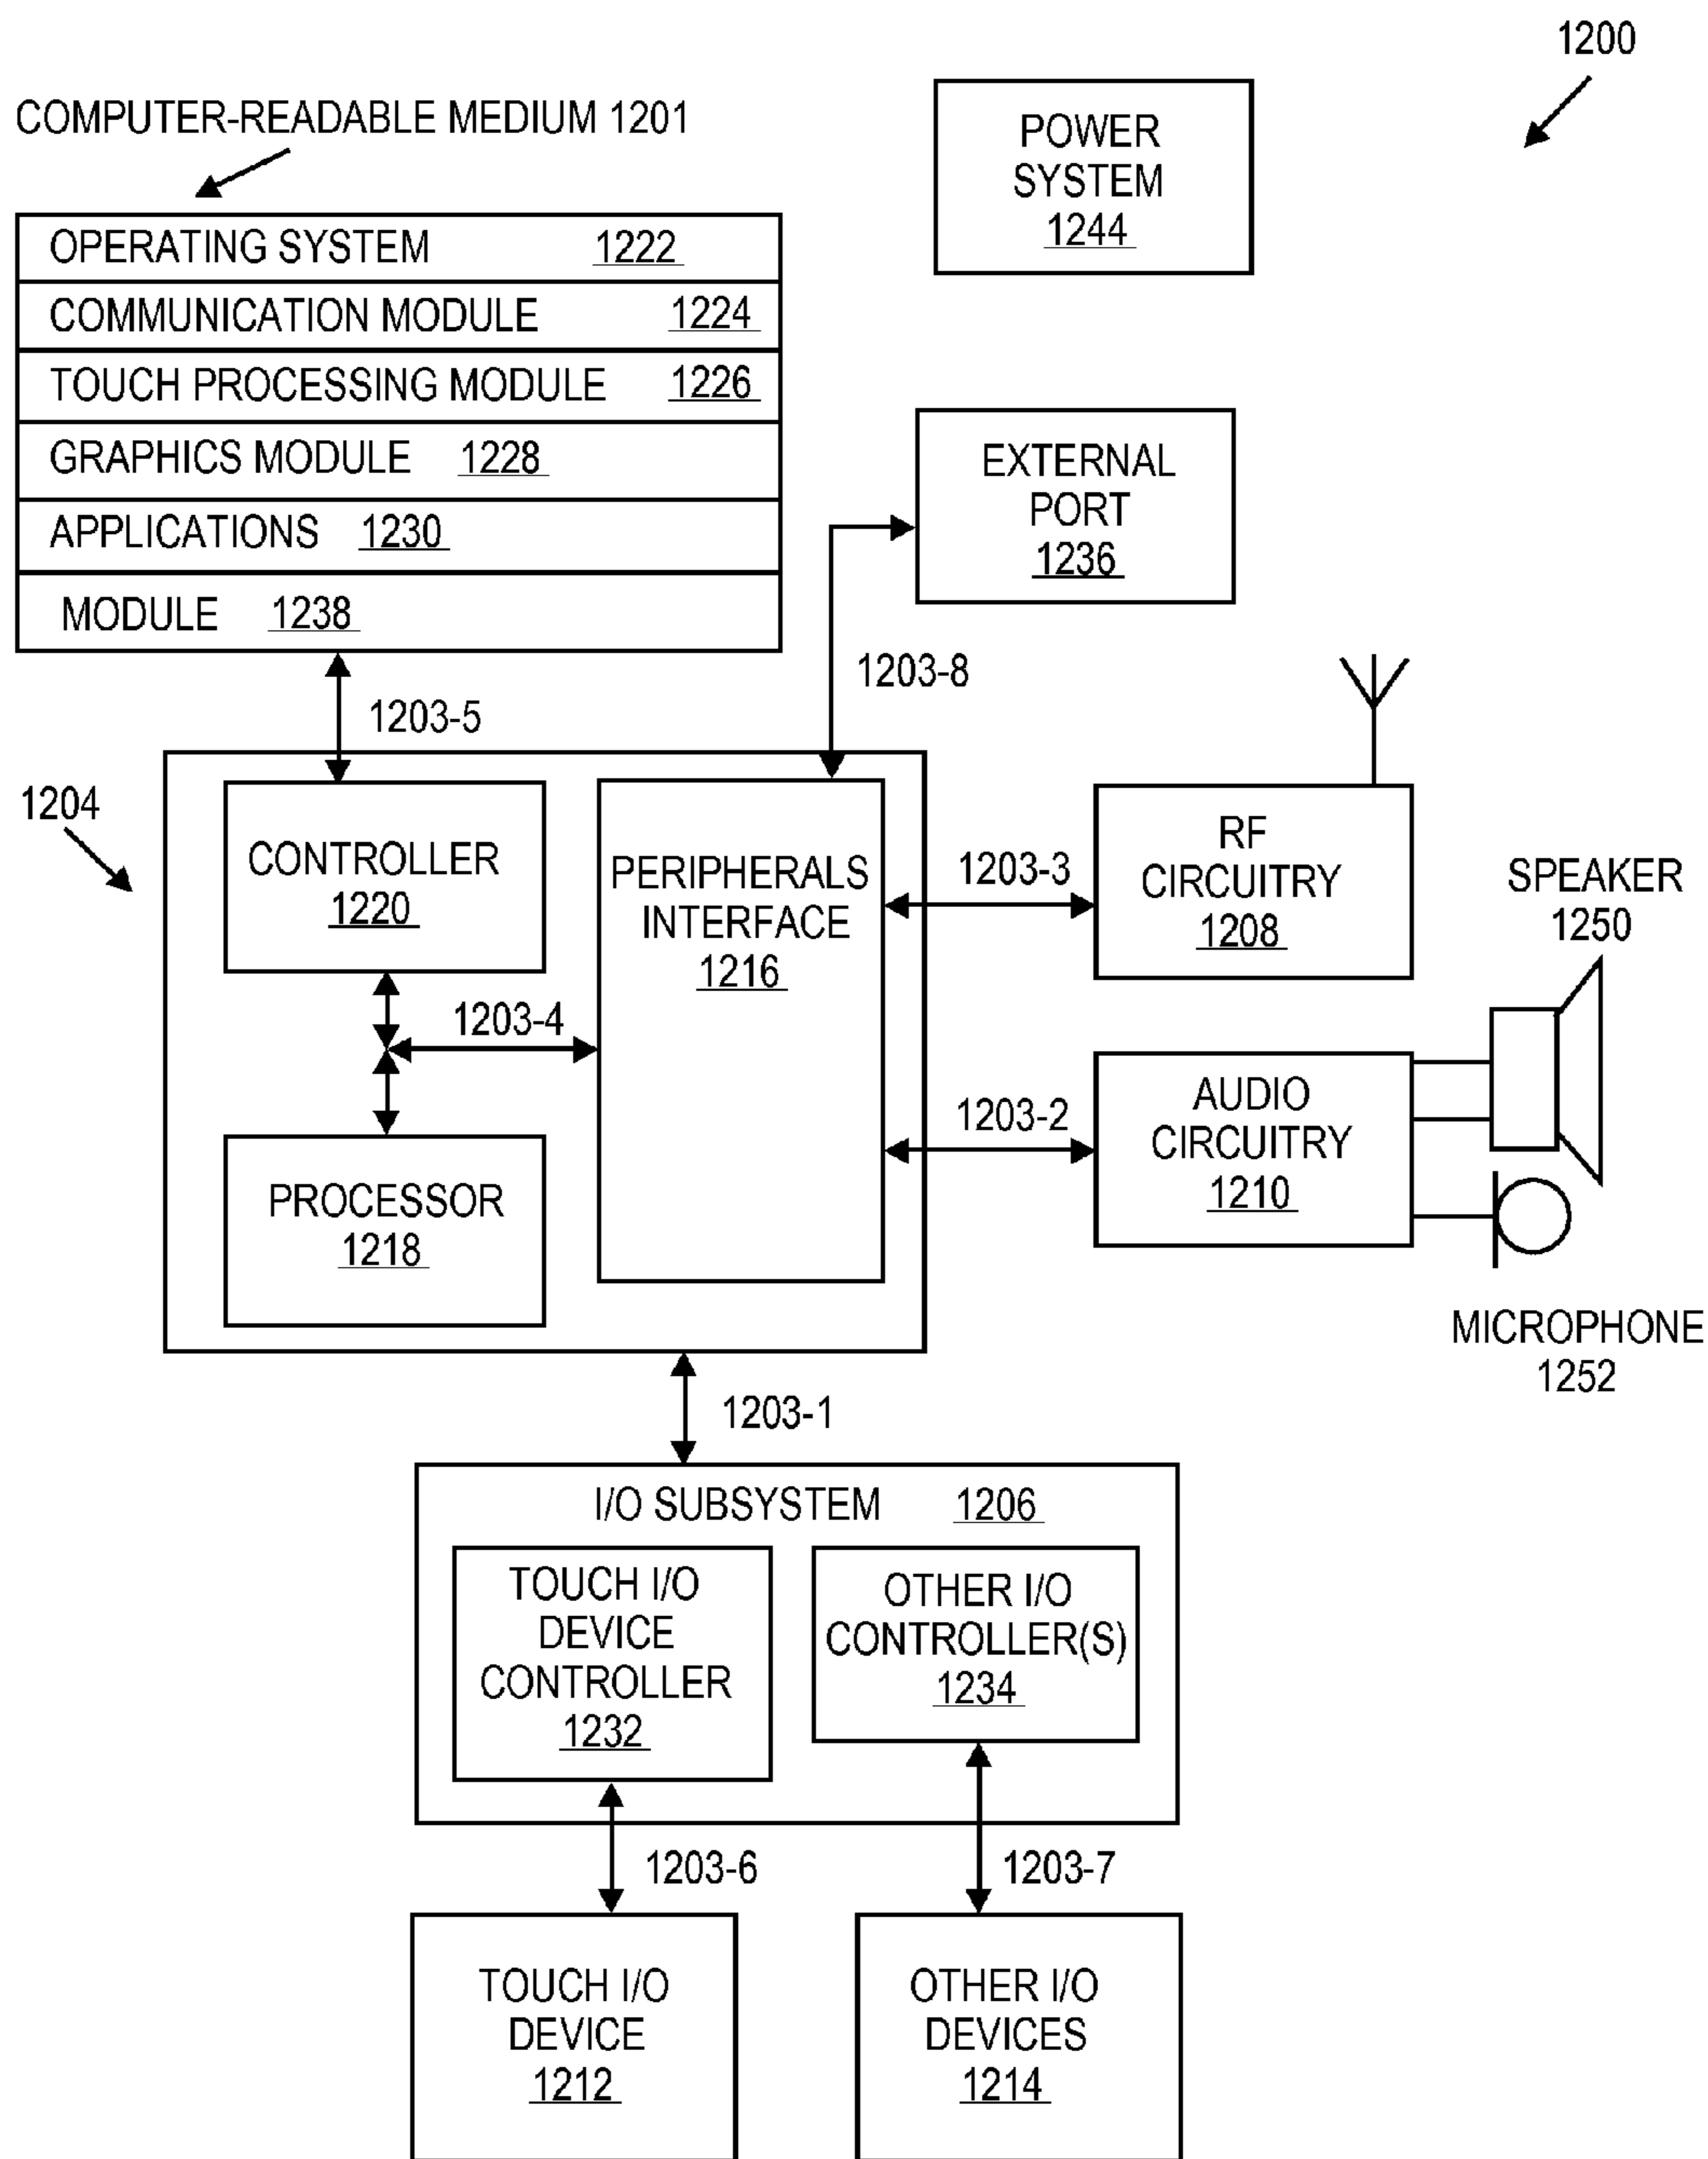 1200
COMPUTER-READABLE MEDIUM 1201
POWER
SYSTEM
1244
OPERATING SYSTEM 1222
COMMUNICATION MODULE 1224
TOUCH PROCESSING MODULE 1226
GRAPHICS MODULE 1228
APPLICATIONS 1230
MODULE 1238
EXTERNAL
PORT
1236
1203-8
1203-5
1204
CONTROLLER
1220
PERIPHERALS
INTERFACE
1216
1203-3
RF
CIRCUITRY
1208
SPEAKER
1250
1203-4
1203-2
AUDIO
CIRCUITRY
1210
PROCESSOR
1218
MICROPHONE
1252
1203-1
I/O SUBSYSTEM 1206
TOUCH I/O
DEVICE
CONTROLLER
1232
OTHER I/O
CONTROLLER(S)
1234
1203-6
1203-7
TOUCH I/O
DEVICE
1212
OTHER I/O
DEVICES
1214